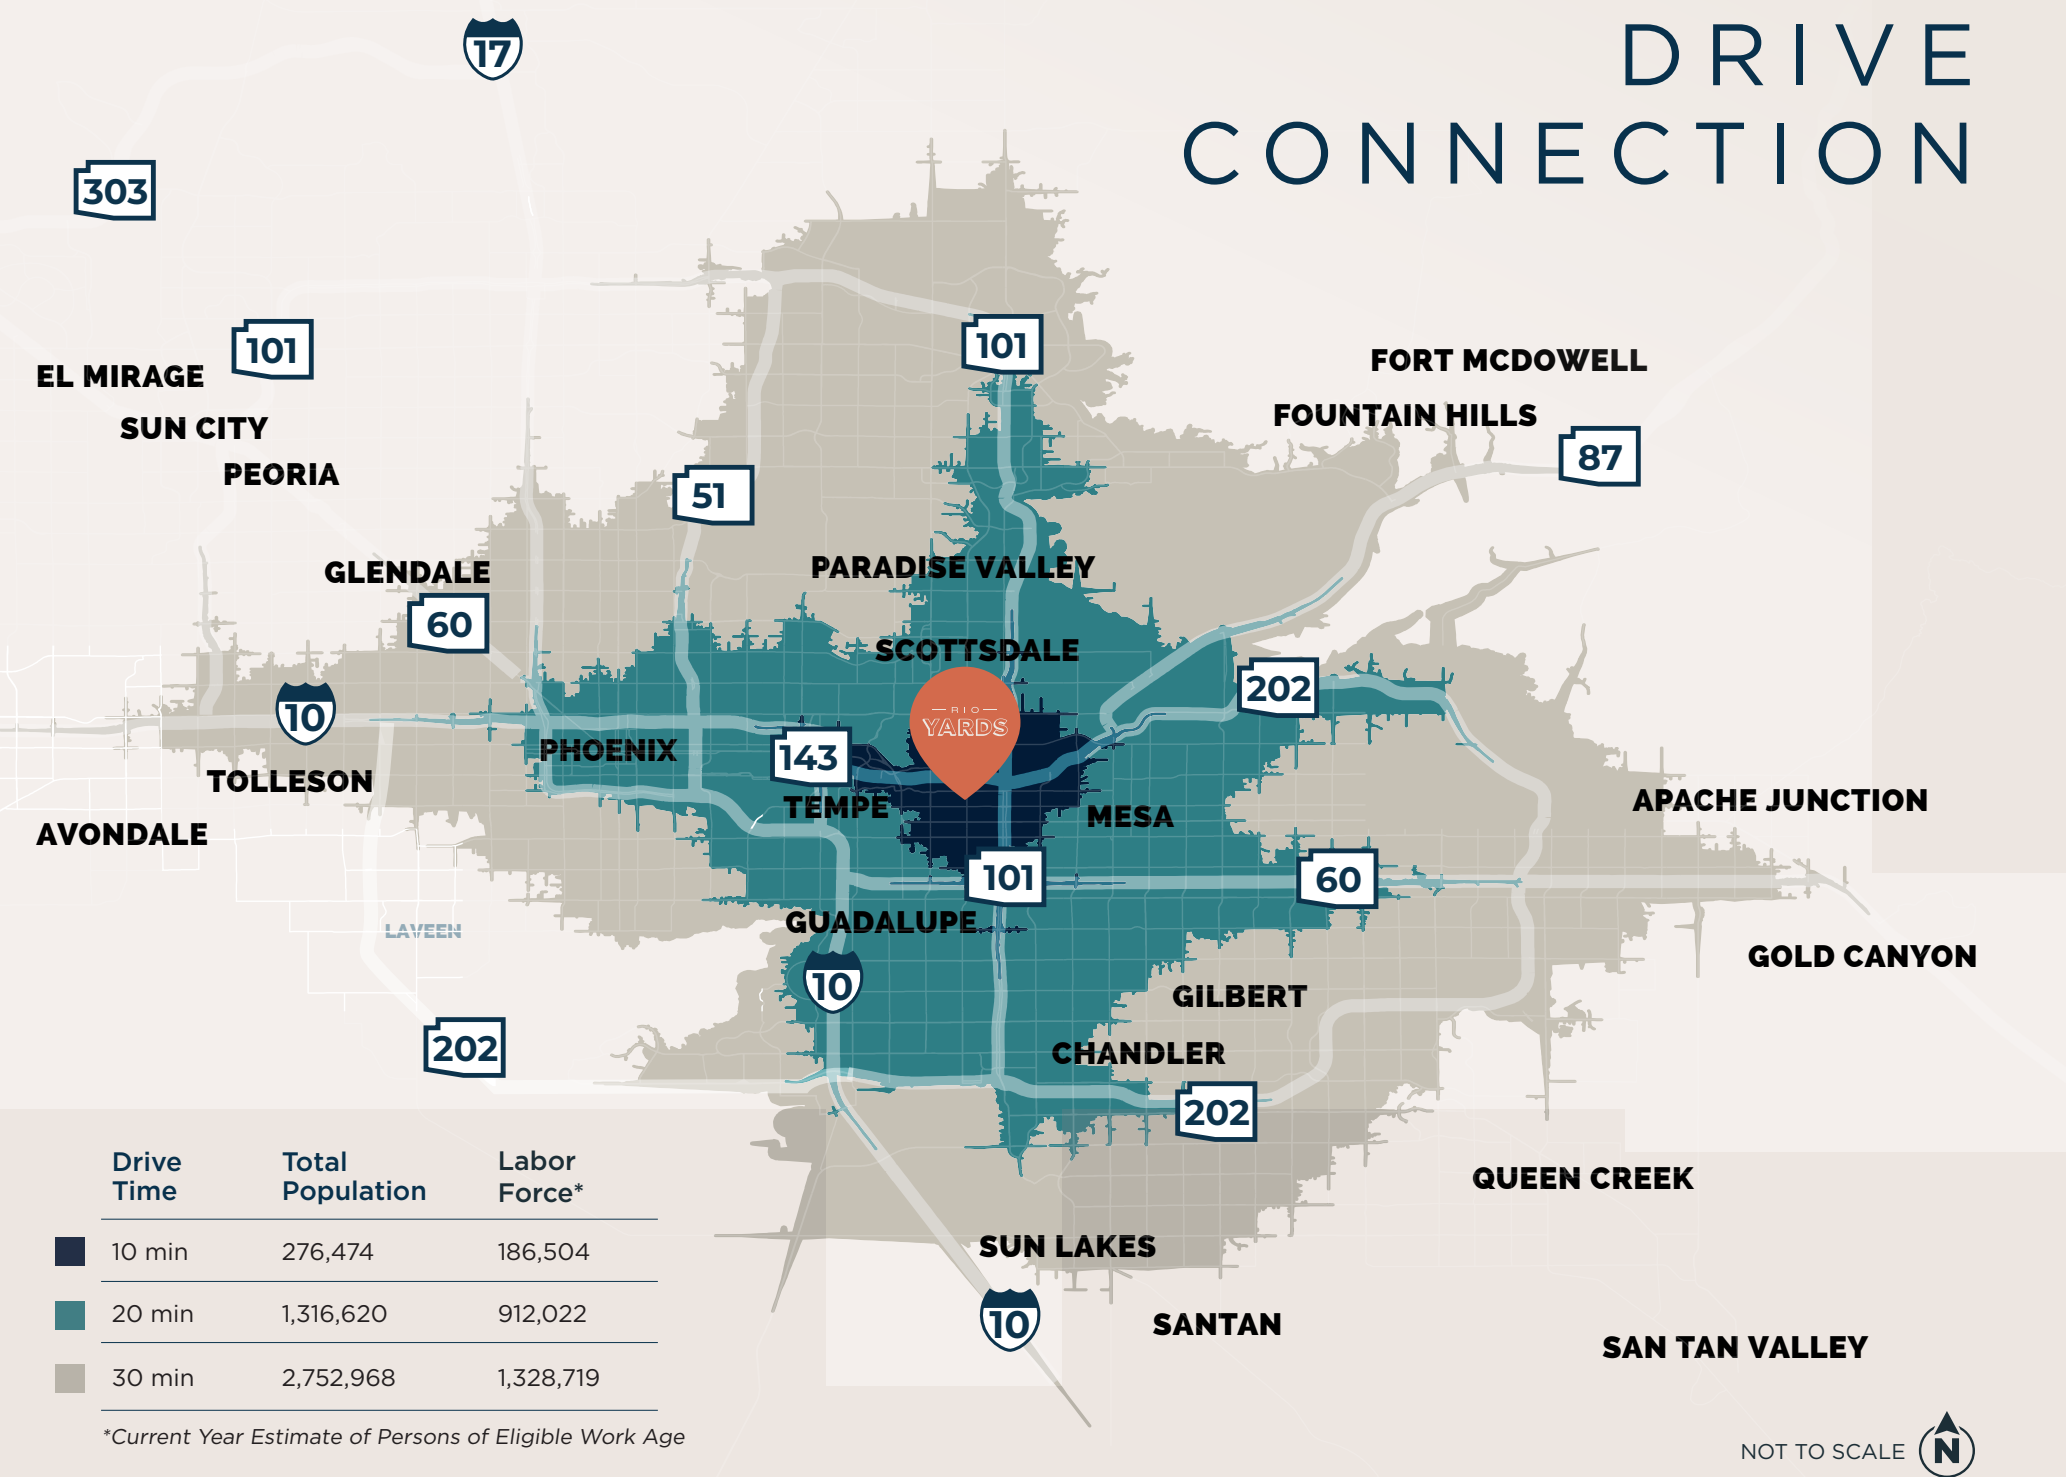 DRIVE
CONNECTION
17
303
101
101
EL MIRAGE
FORT MCDOWELL
SUN CITY
FOUNTAIN HILLS
PEORIA
87
51
GLENDALE
PARADISE VALLEY
60
SCOTTSDALE
202
10
RIO
YARDS
PHOENIX
143
TOLLESON
TEMPE
MESA
APACHE JUNCTION
AVONDALE
101
60
GUADALUPE
LAVEEN
GOLD CANYON
10
GILBERT
202
CHANDLER
202
QUEEN CREEK
SUN LAKES
10
SANTAN
SAN TAN VALLEY
Drive Time Total Population Labor Force*
10 min 276,474 186,504
20 min 1,316,620 912,022
30 min 2,752,968 1,328,719
*Current Year Estimate of Persons of Eligible Work Age
NOT TO SCALE N